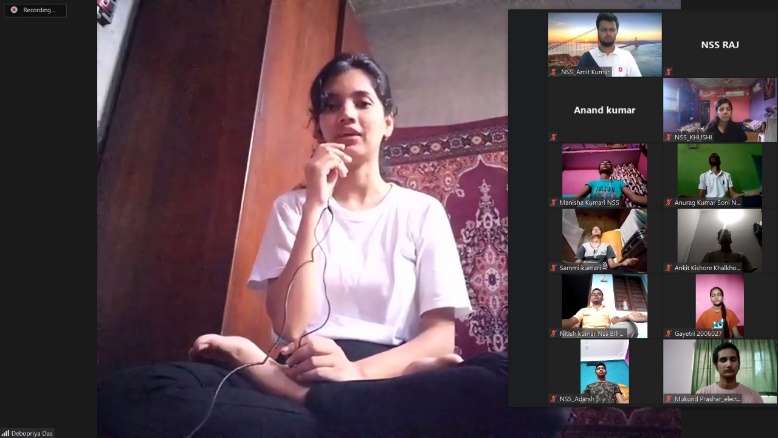 Recording...
NSS_Amit Kumar
NSS RAJ
Anand kumar
NSS_KHUSHI
Manisha Kumari NSS
Anurag Kumar Soni N...
Sammi kumari
Ankit Kishore Khalkho...
Nitish kumar Nss BIT ...
Gayetri 2006027
NSS_Adarsh
Mukund Prashar_elect...
Debopriya Das